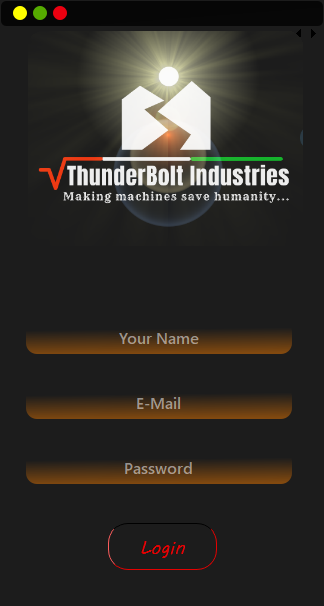 ThunderBolt Industries
Making machines save humanity...
Your Name
E-Mail
Password
Login